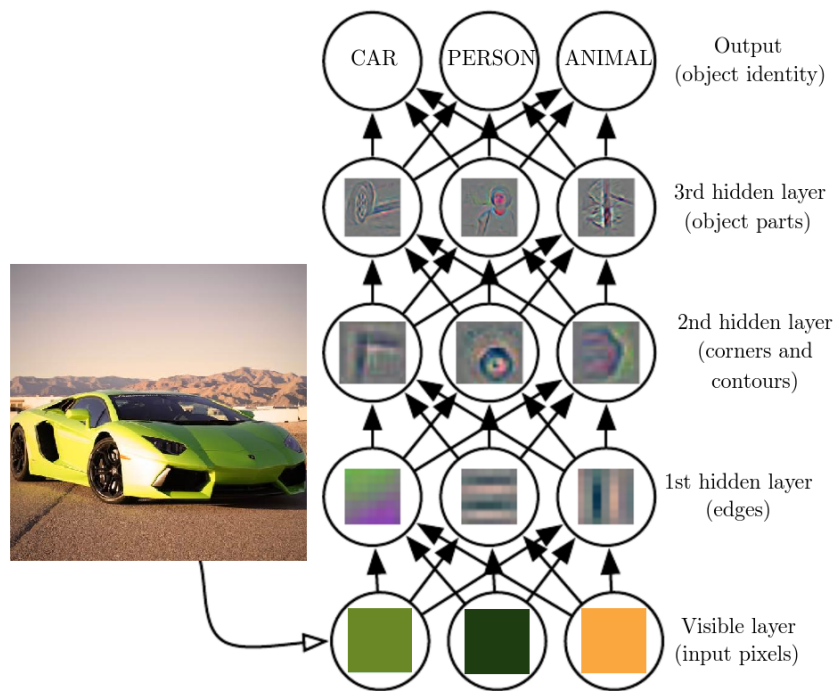 CAR
PERSON
ANIMAL
Output
(object identity)
3rd hidden layer
(object parts)
2nd hidden layer
(corners and
contours)
1st hidden layer
(edges)
Visible layer
(input pixels)